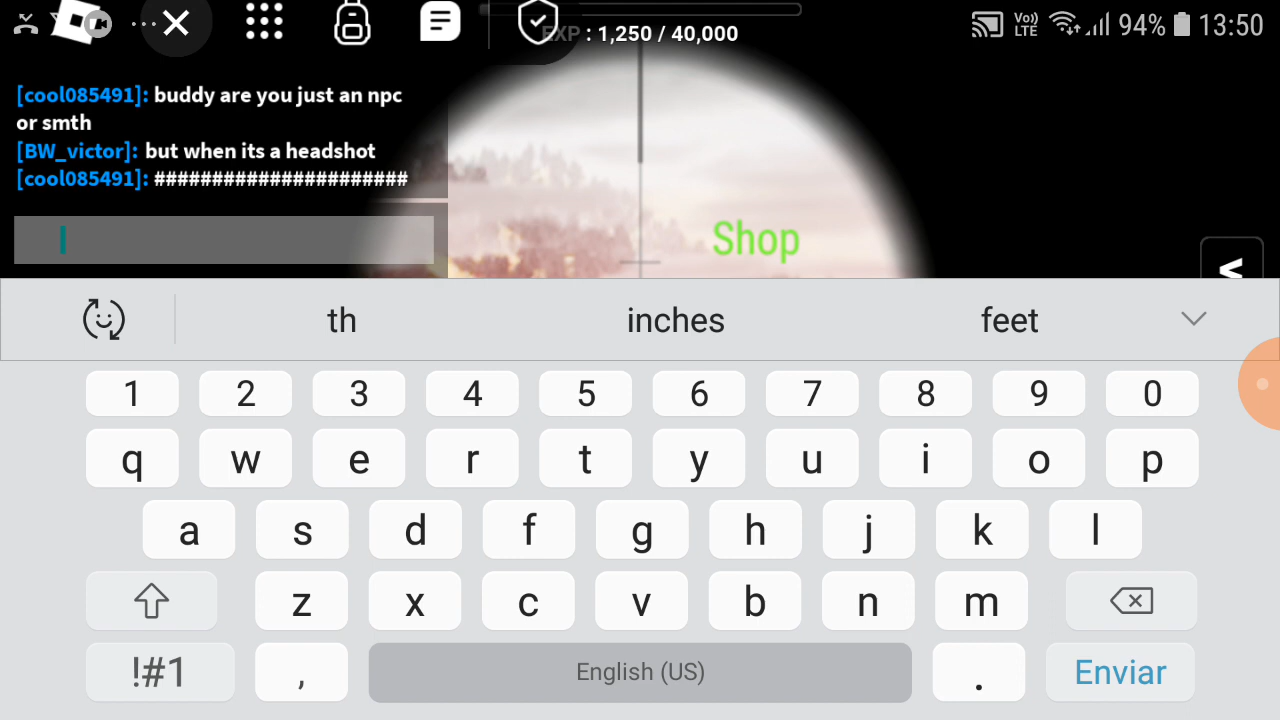 EXP : 1,250 / 40,000
Vo))
LTE
94%
13:50
[cool085491]: buddy are you just an npc
or smth
[BW_victor]: but when its a headshot
[cool085491]: ######################
Shop
<
th inches feet
1 2 3 4 5 6 7 8 9 0
q w e r t y u i o p
a s d f g h j k l
z x c v b n m
!#1 , English (US) . Enviar